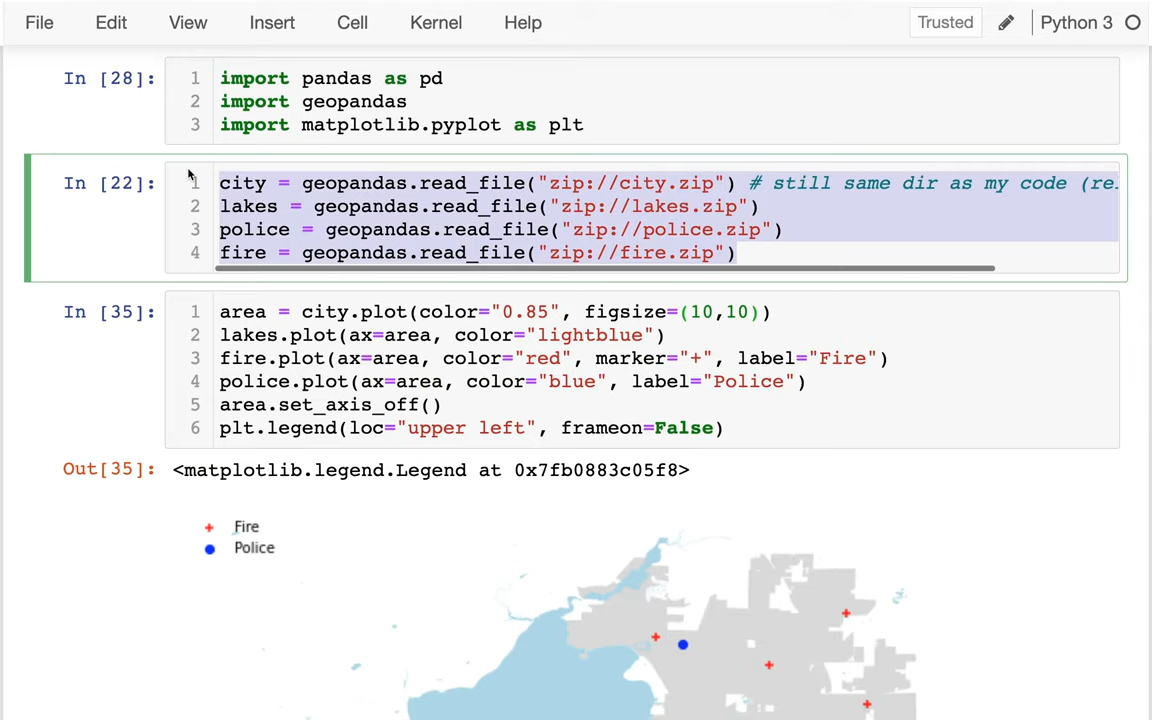 File Edit View Insert Cell Kernel Help Trusted Python 3
In [28]:
1 import pandas as pd
2 import geopandas
3 import matplotlib.pyplot as plt
In [22]:
1 city = geopandas.read_file("zip://city.zip") # still same dir as my code (re
2 lakes = geopandas.read_file("zip://lakes.zip")
3 police = geopandas.read_file("zip://police.zip")
4 fire = geopandas.read_file("zip://fire.zip")
In [35]:
1 area = city.plot(color="0.85", figsize=(10,10))
2 lakes.plot(ax=area, color="lightblue")
3 fire.plot(ax=area, color="red", marker="+", label="Fire")
4 police.plot(ax=area, color="blue", label="Police")
5 area.set_axis_off()
6 plt.legend(loc="upper left", frameon=False)
Out[35]: <matplotlib.legend.Legend at 0x7fb0883c05f8>
Fire
Police